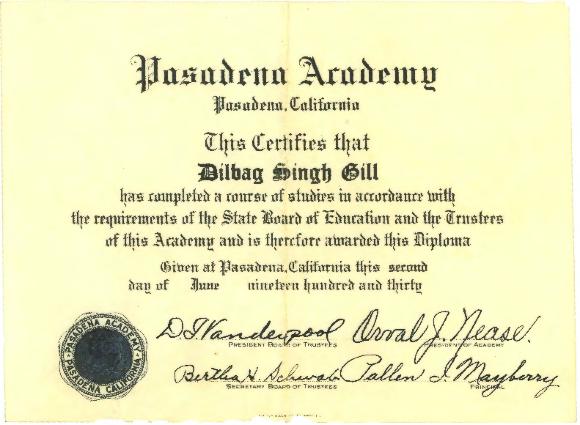 Pasadena Academy
Pasadena, California
This Certifies that
Dilbag Singh Gill
has completed a course of studies in accordance with
the requirements of the State Board of Education and the Trustees
of this Academy and is therefore awarded this Diploma
Given at Pasadena, California this second
day of June nineteen hundred and thirty
D I Vanderpool
PRESIDENT BOARD OF TRUSTEES
Orval J. Nease.
PRESIDENT OF ACADEMY
Bertha H. Schwab
SECRETARY BOARD OF TRUSTEES
J. Mayberry
PRINCIPAL
PASADENA ACADEMY
PASADENA CALIFORNIA